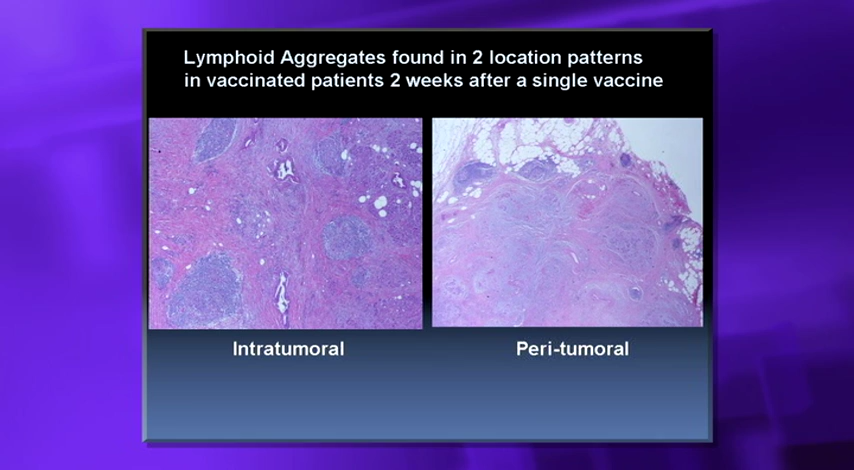 Lymphoid Aggregates found in 2 location patterns
in vaccinated patients 2 weeks after a single vaccine
Intratumoral
Peri-tumoral